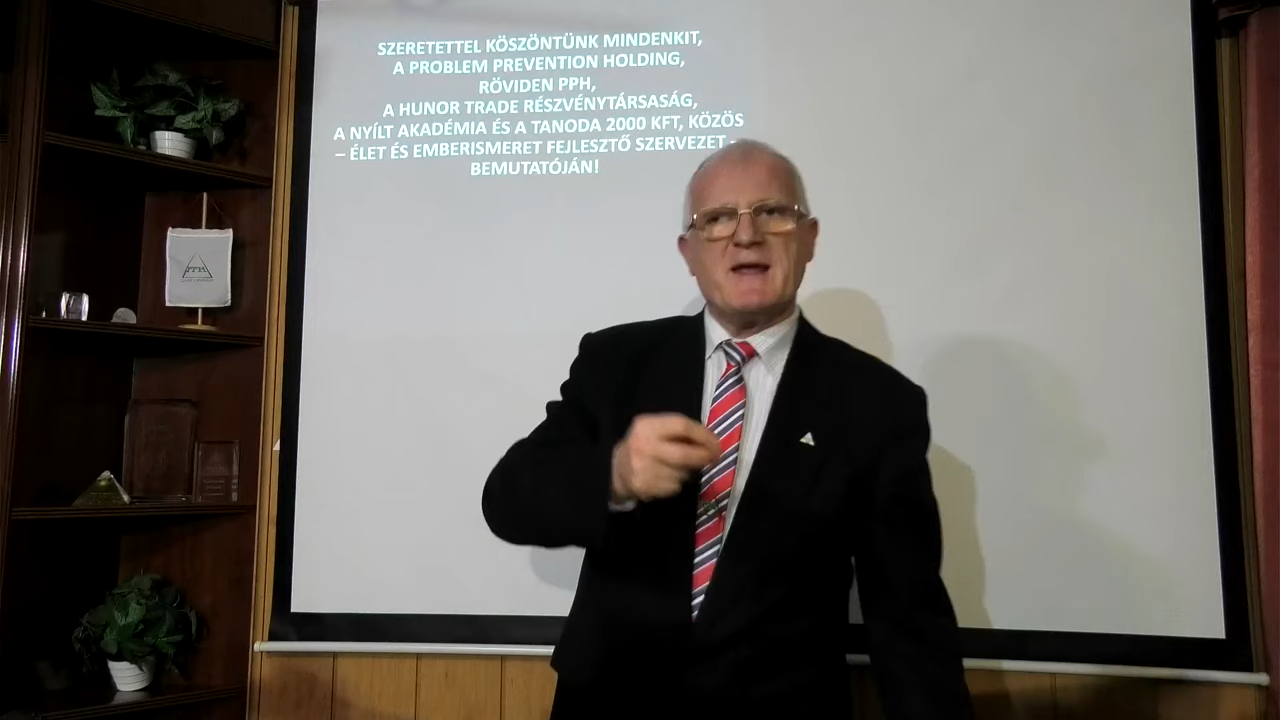 SZERETETTEL KÖSZÖNTÜNK MINDENKIT,
A PROBLEM PREVENTION HOLDING,
RÖVIDEN PPH,
A HUNOR TRADE RÉSZVÉNYTÁRSASÁG,
A NYÍLT AKADÉMIA ÉS A TANODA 2000 KFT, KÖZÖS
– ÉLET ÉS EMBERISMERET FEJLESZTŐ SZERVEZET -
BEMUTATÓJÁN!
PPH